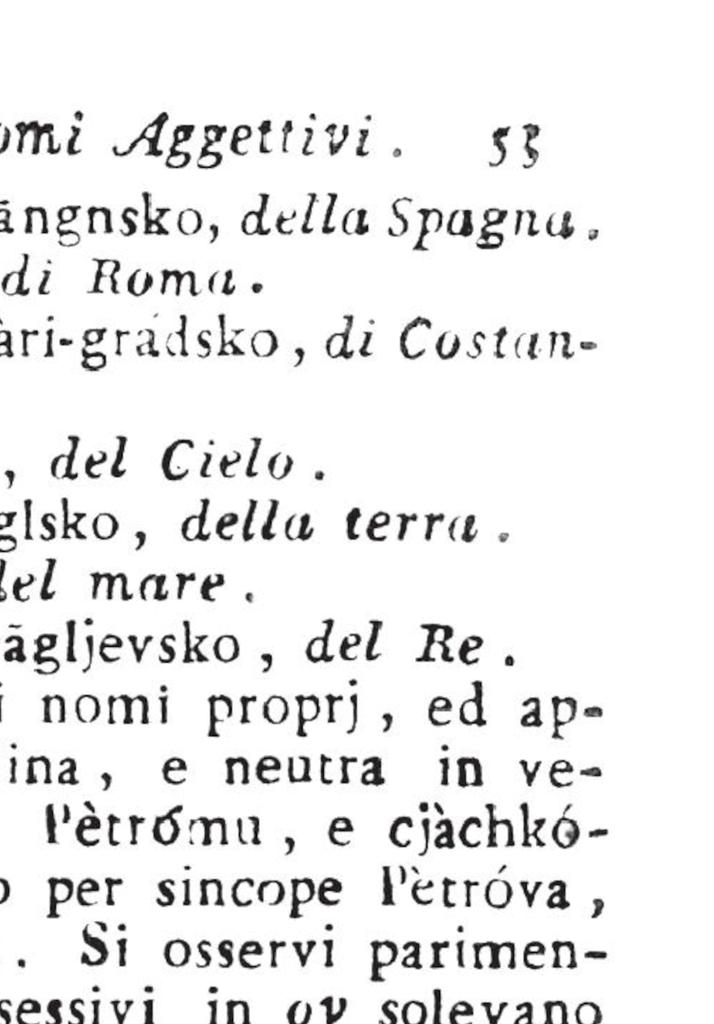 omi Aggettivi. 53
āngnsko, della Spagna.
di Roma.
àri-grádsko, di Costan-
, del Cielo.
glsko, della terra.
del mare.
āgljevsko, del Re.
i nomi proprj, ed ap-
ina, e neutra in ve-
Pètrómu, e cjàchkó-
o per sincope Pètróva,
. Si osservi parimen-
sessivi in ov solevano